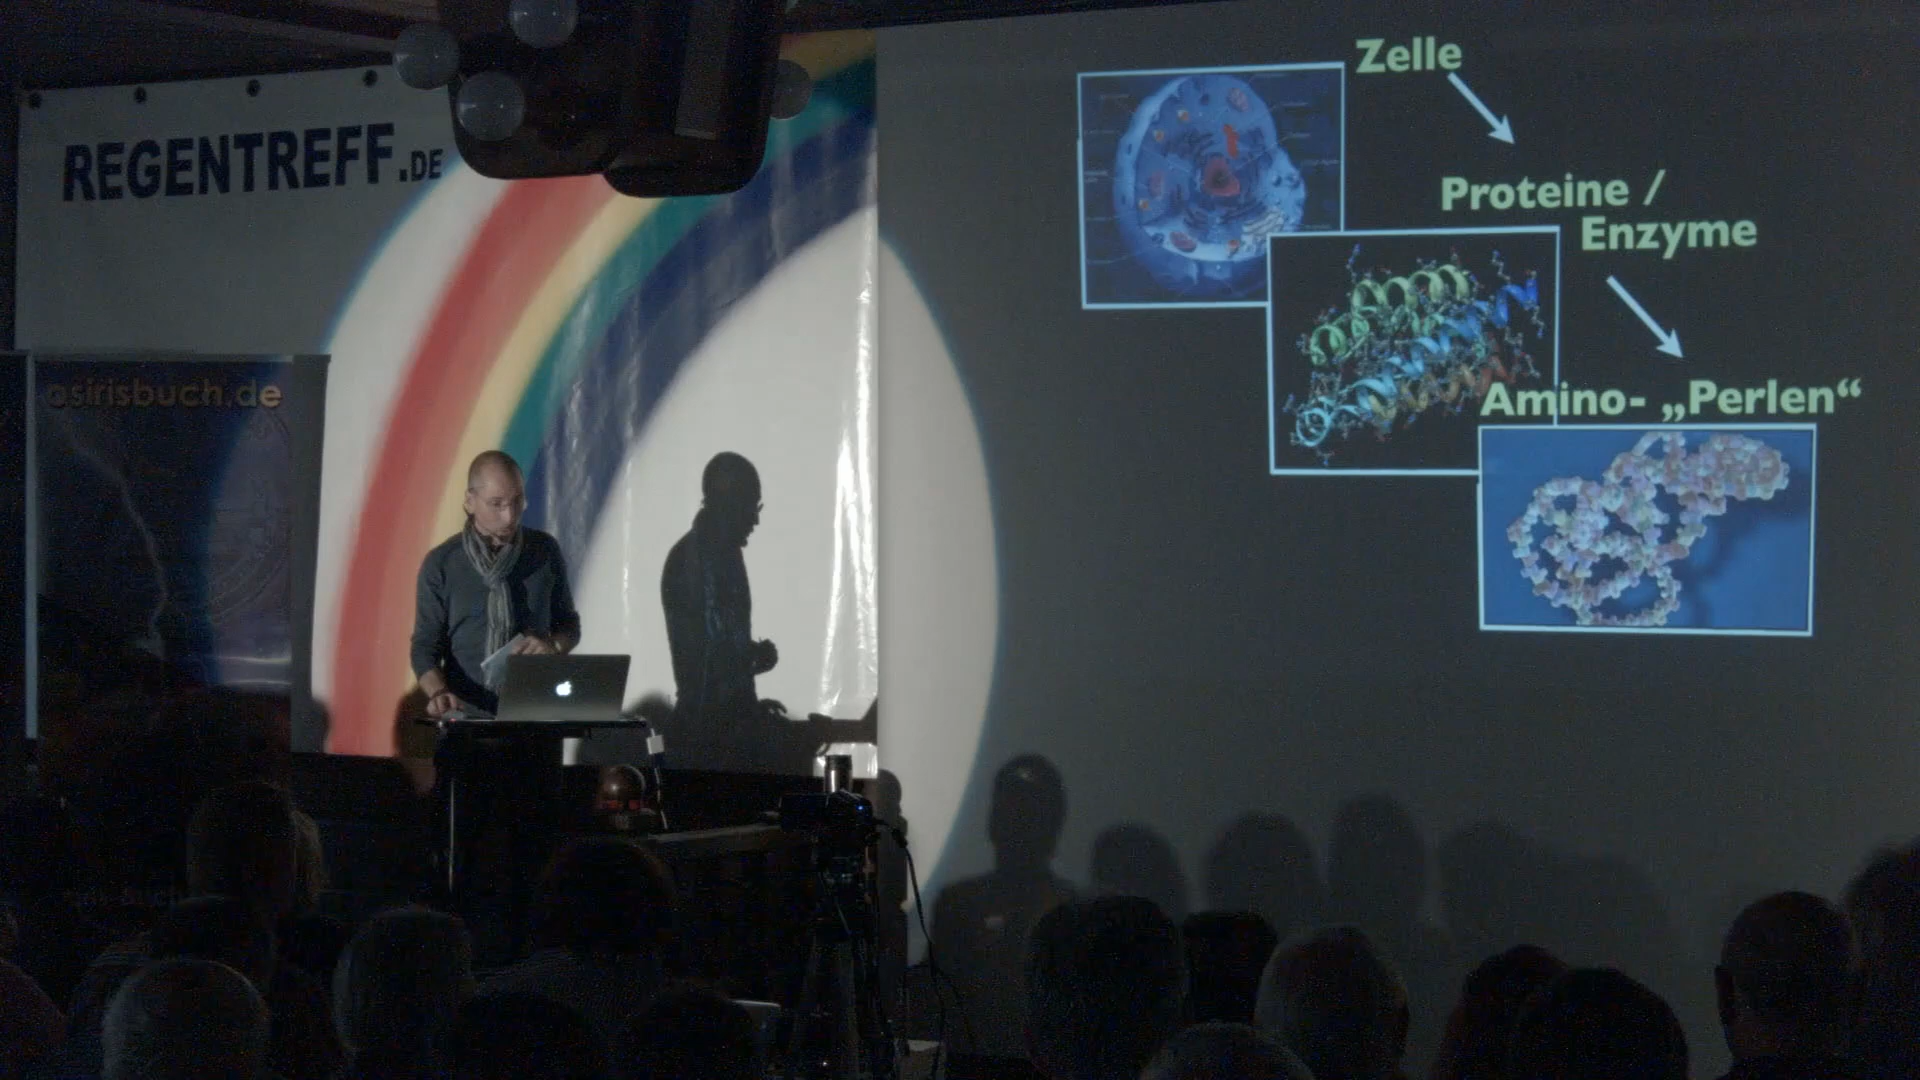 REGENTREFF.DE
osirisbuch.de
Zelle
Proteine /
Enzyme
Amino- „Perlen“